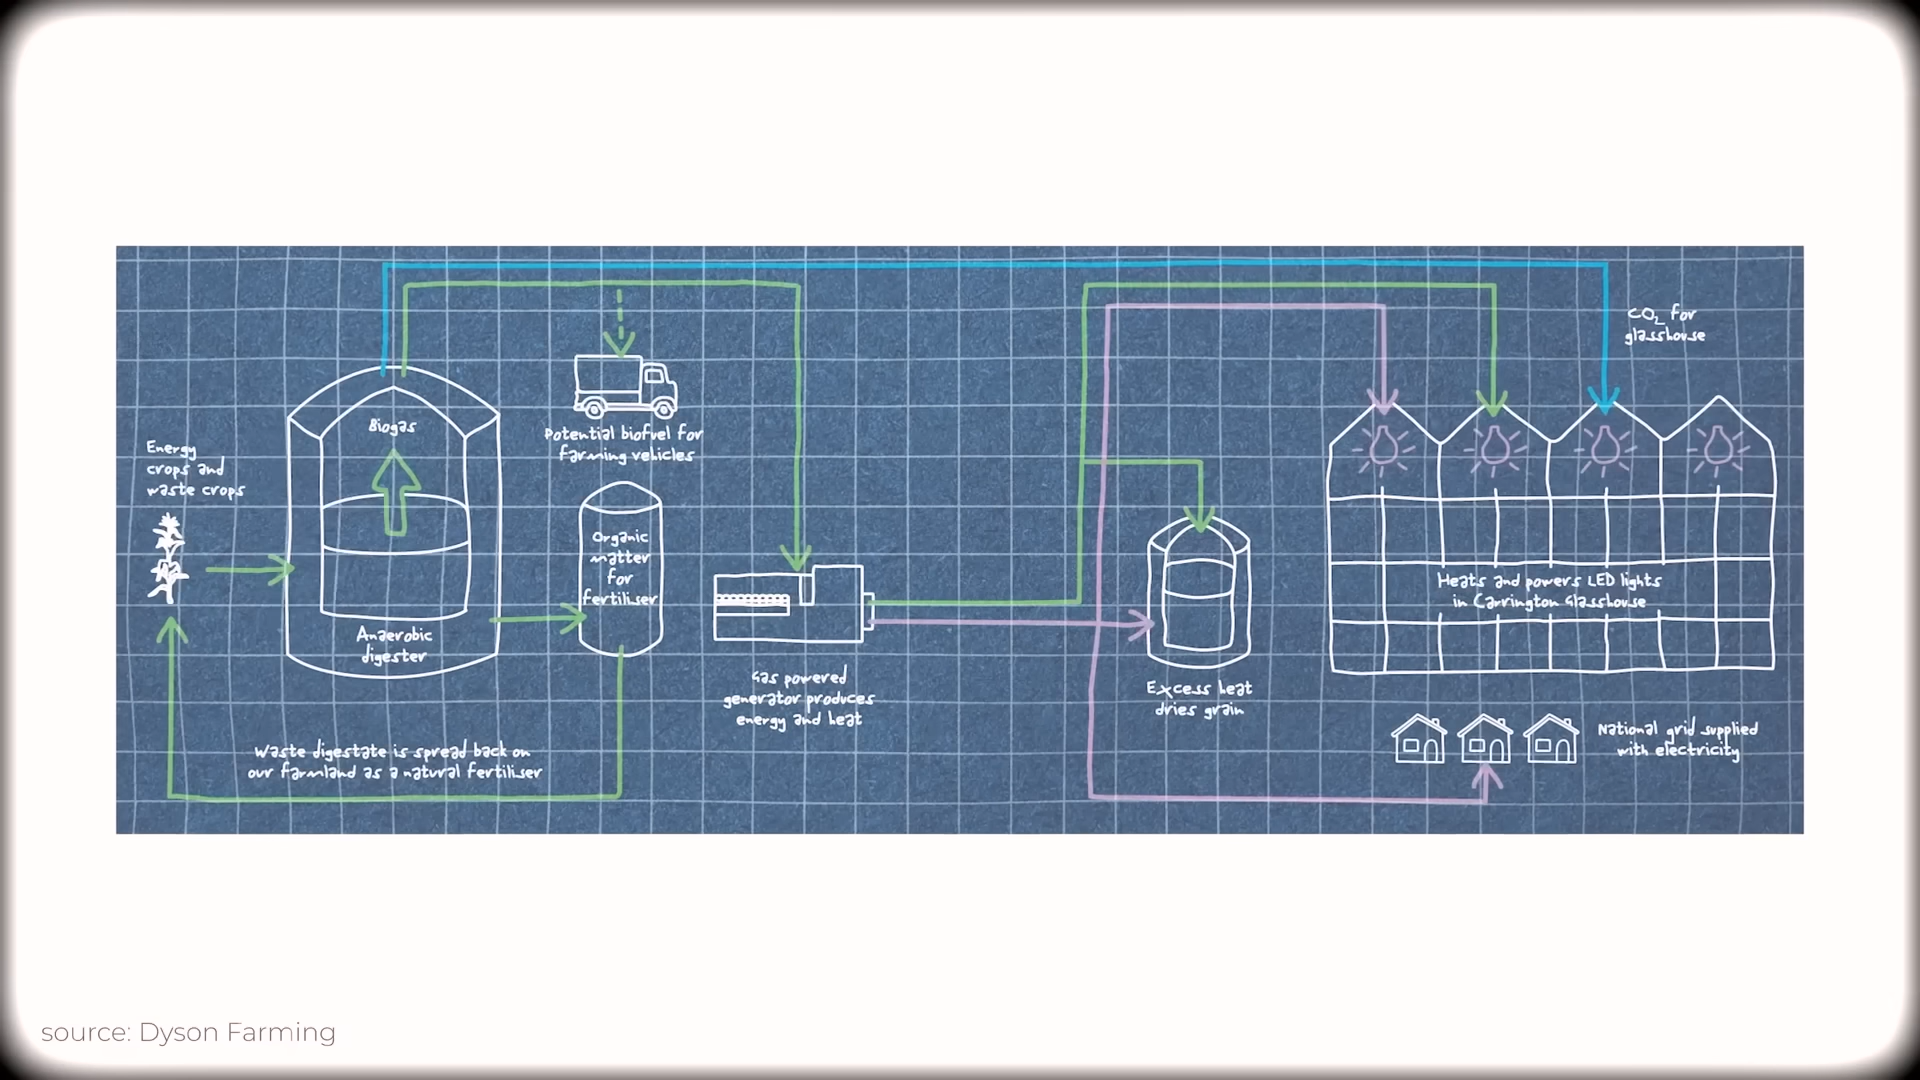 CO2 for
glasshouse
Biogas
Potential biofuel for
farming vehicles
Energy
crops and
waste crops
Organic
matter
for
fertiliser
Heats and powers LED lights
in Carrington Glasshouse
Anaerobic
digester
Gas powered
generator produces
energy and heat
Excess heat
dries grain
National grid supplied
with electricity
Waste digestate is spread back on
our farmland as a natural fertiliser
source: Dyson Farming